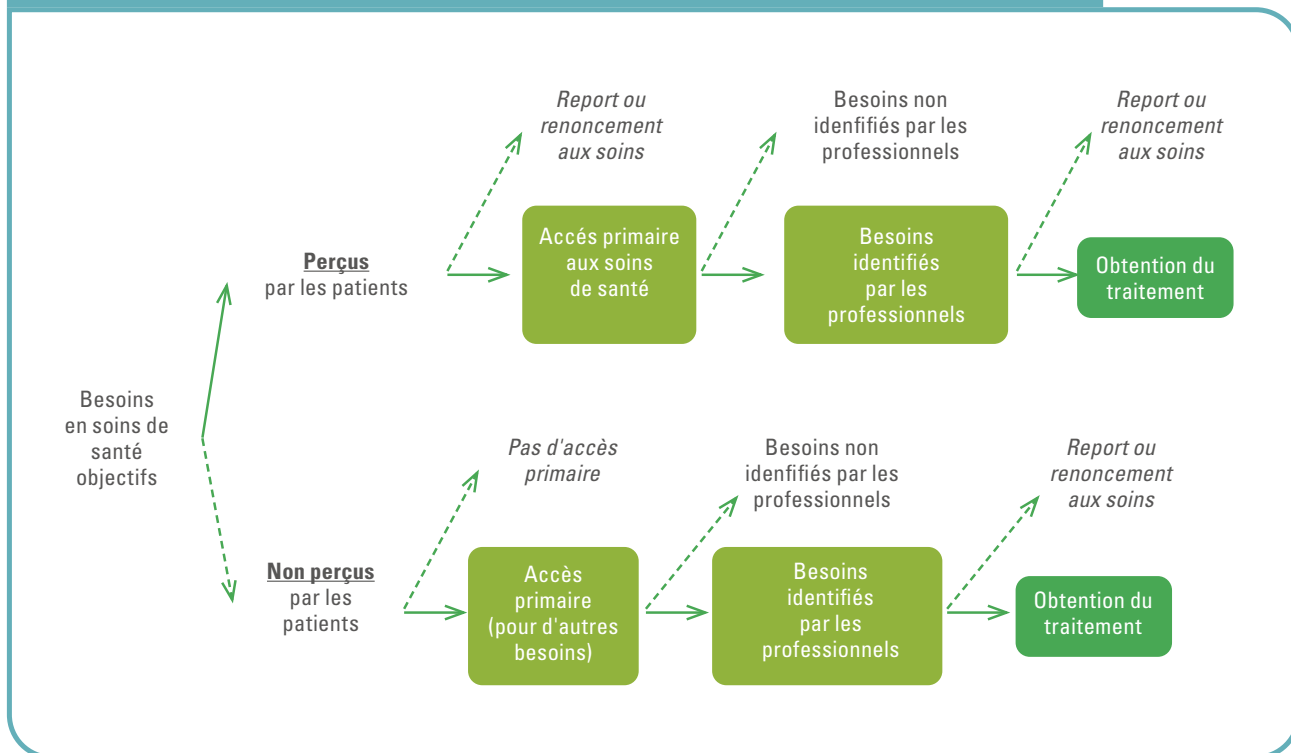 Report ou
renoncement
aux soins
Besoins non
idenfifiés par les
professionnels
Report ou
renoncement
aux soins
Perçus
par les patients
Accés primaire
aux soins
de santé
Besoins
identifiés
par les
professionnels
Obtention du
traitement
Besoins
en soins de
santé
objectifs
Pas d'accès
primaire
Besoins non
idenfifiés par les
professionnels
Report ou
renoncement
aux soins
Non perçus
par les
patients
Accès
primaire
(pour d'autres
besoins)
Besoins
identifiés
par les
professionnels
Obtention du
traitement